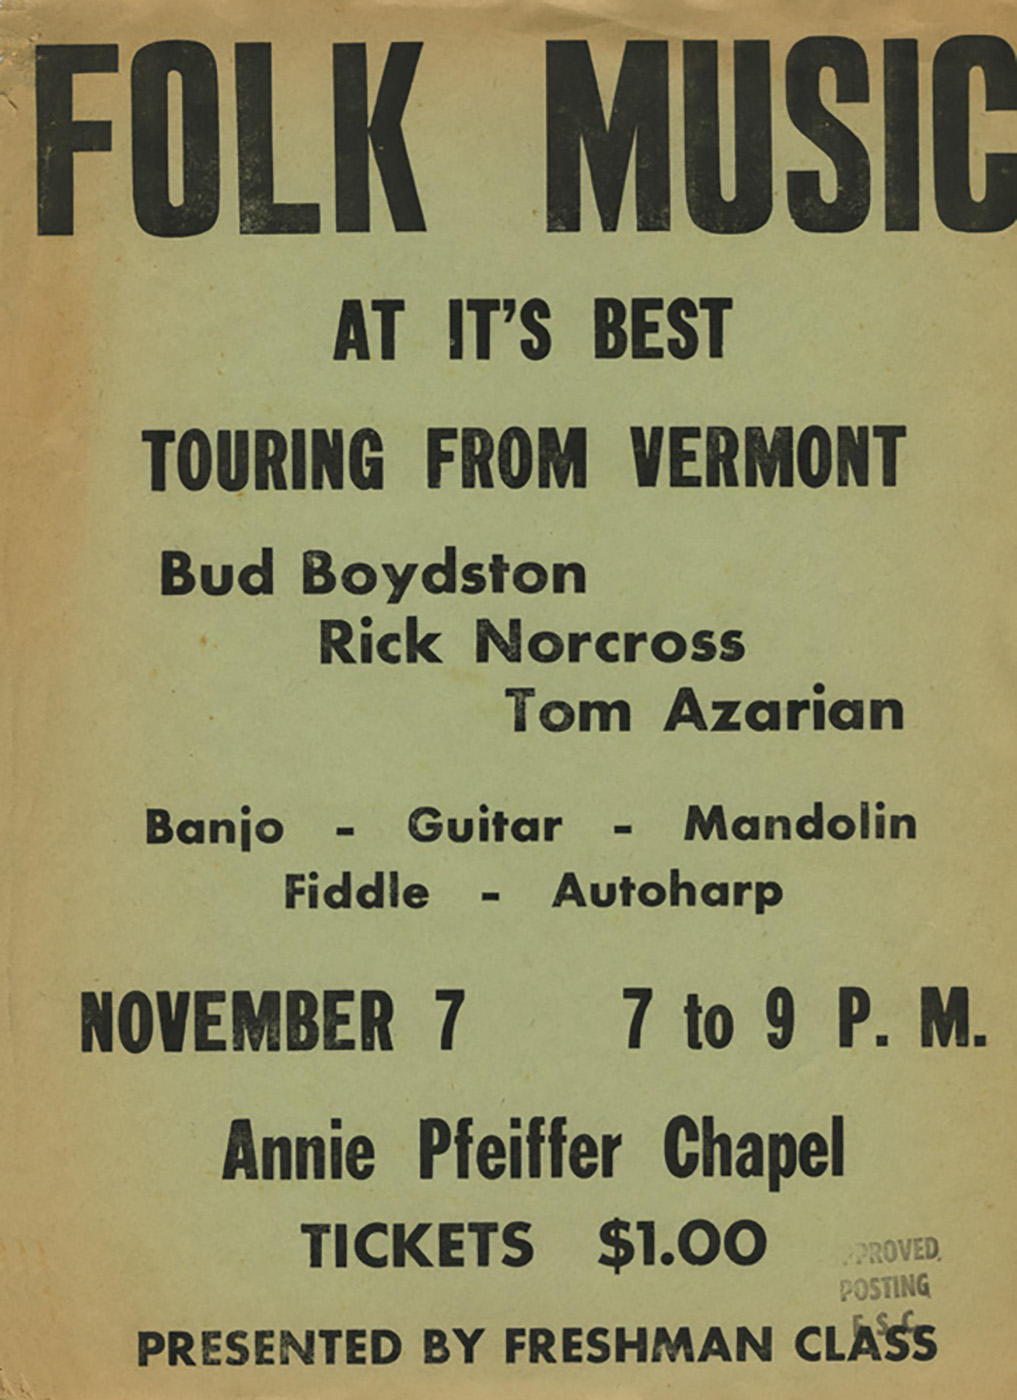 FOLK MUSIC
AT IT'S BEST
TOURING FROM VERMONT
Bud Boydston
Rick Norcross
Tom Azarian
Banjo - Guitar - Mandolin
Fiddle - Autoharp
NOVEMBER 7 7 to 9 P. M.
Annie Pfeiffer Chapel
TICKETS $1.00
POSTING
PRESENTED BY FRESHMAN CLASS